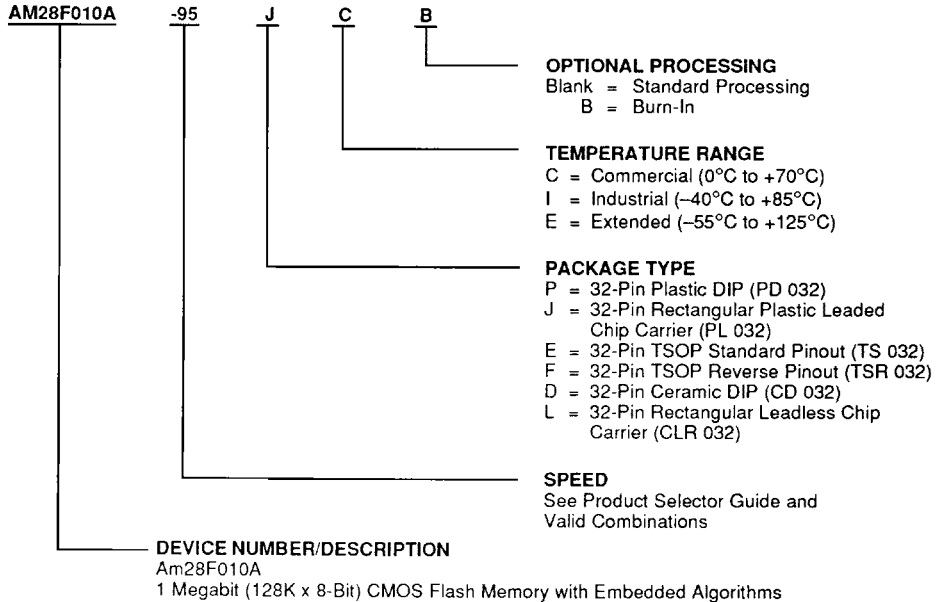 AM28F010A -95 J C B
OPTIONAL PROCESSING
Blank = Standard Processing
B = Burn-In
TEMPERATURE RANGE
C = Commercial (0°C to +70°C)
I = Industrial (–40°C to +85°C)
E = Extended (–55°C to +125°C)
PACKAGE TYPE
P = 32-Pin Plastic DIP (PD 032)
J = 32-Pin Rectangular Plastic Leaded
Chip Carrier (PL 032)
E = 32-Pin TSOP Standard Pinout (TS 032)
F = 32-Pin TSOP Reverse Pinout (TSR 032)
D = 32-Pin Ceramic DIP (CD 032)
L = 32-Pin Rectangular Leadless Chip
Carrier (CLR 032)
SPEED
See Product Selector Guide and
Valid Combinations
DEVICE NUMBER/DESCRIPTION
Am28F010A
1 Megabit (128K x 8-Bit) CMOS Flash Memory with Embedded Algorithms